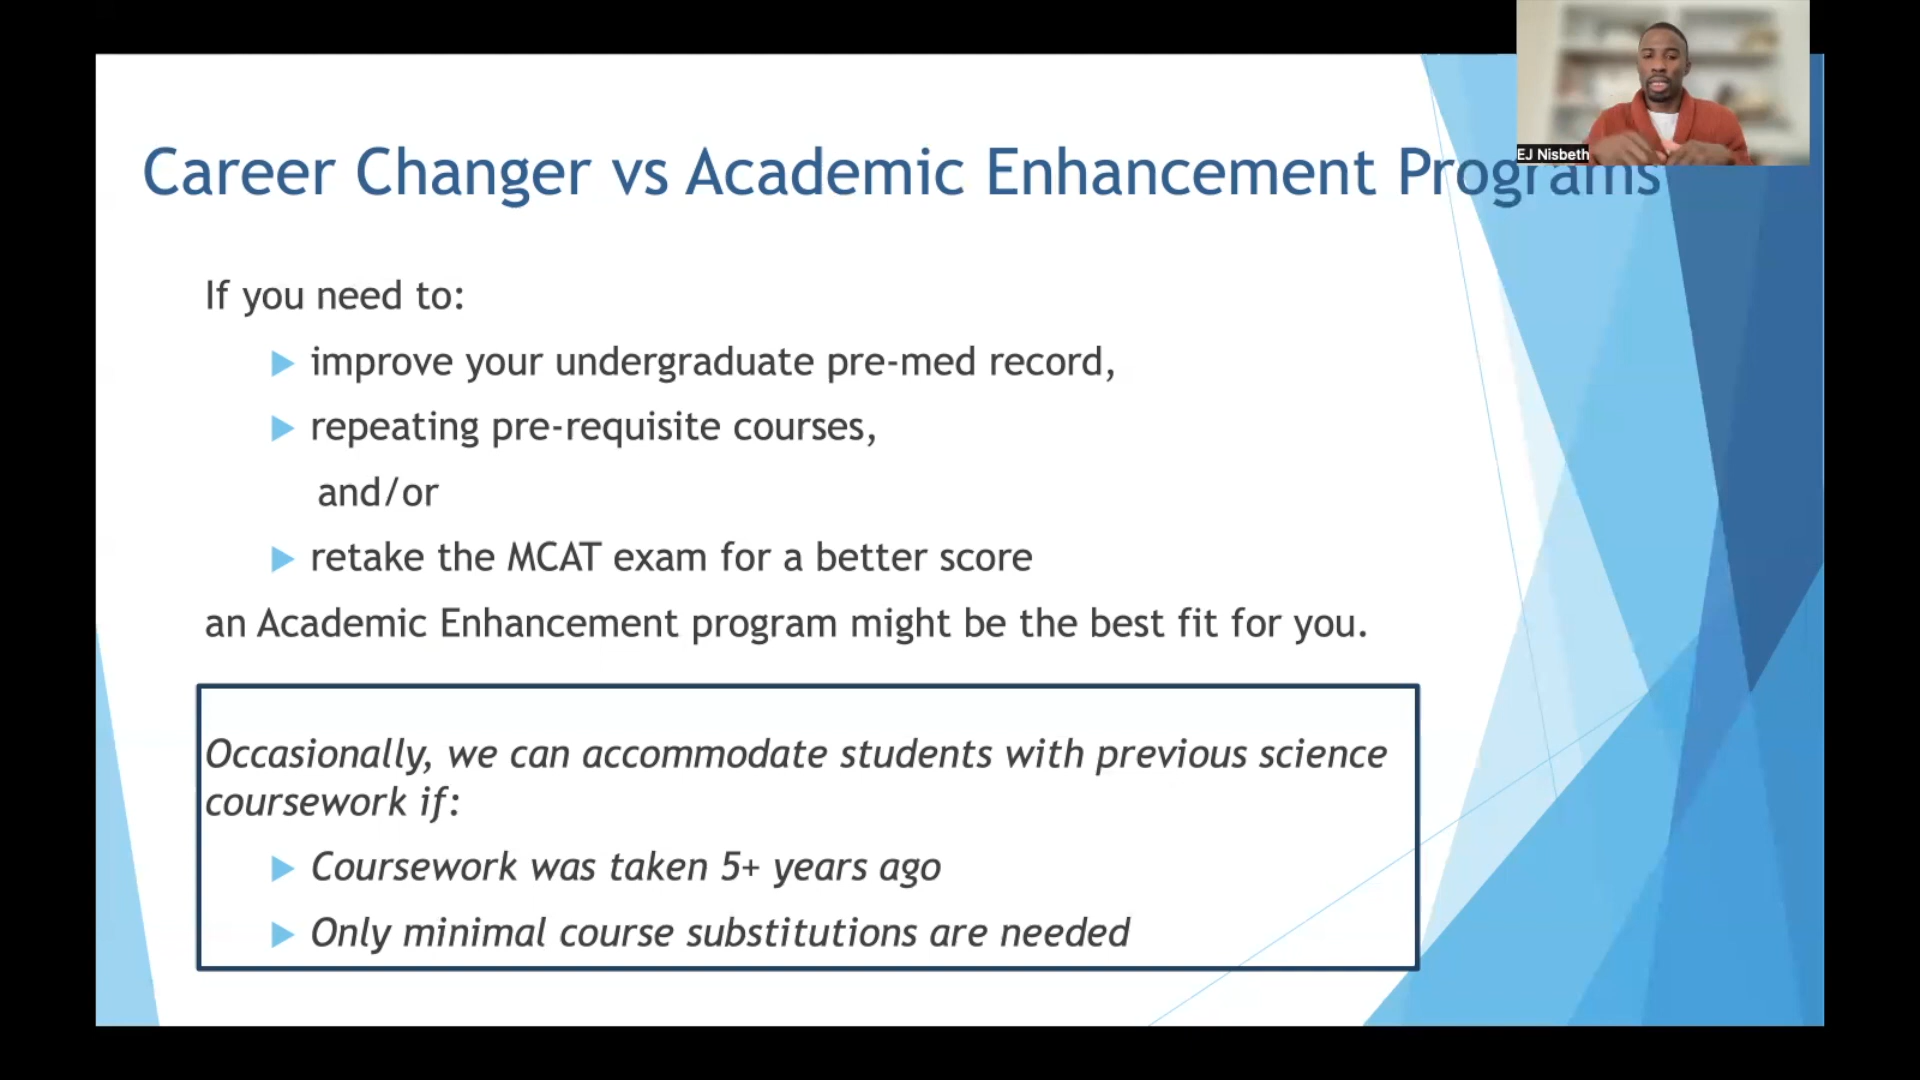 EJ Nisbeth
Career Changer vs Academic Enhancement Programs
If you need to:
improve your undergraduate pre-med record,
repeating pre-requisite courses,
and/or
retake the MCAT exam for a better score
an Academic Enhancement program might be the best fit for you.
Occasionally, we can accommodate students with previous science
coursework if:
Coursework was taken 5+ years ago
Only minimal course substitutions are needed